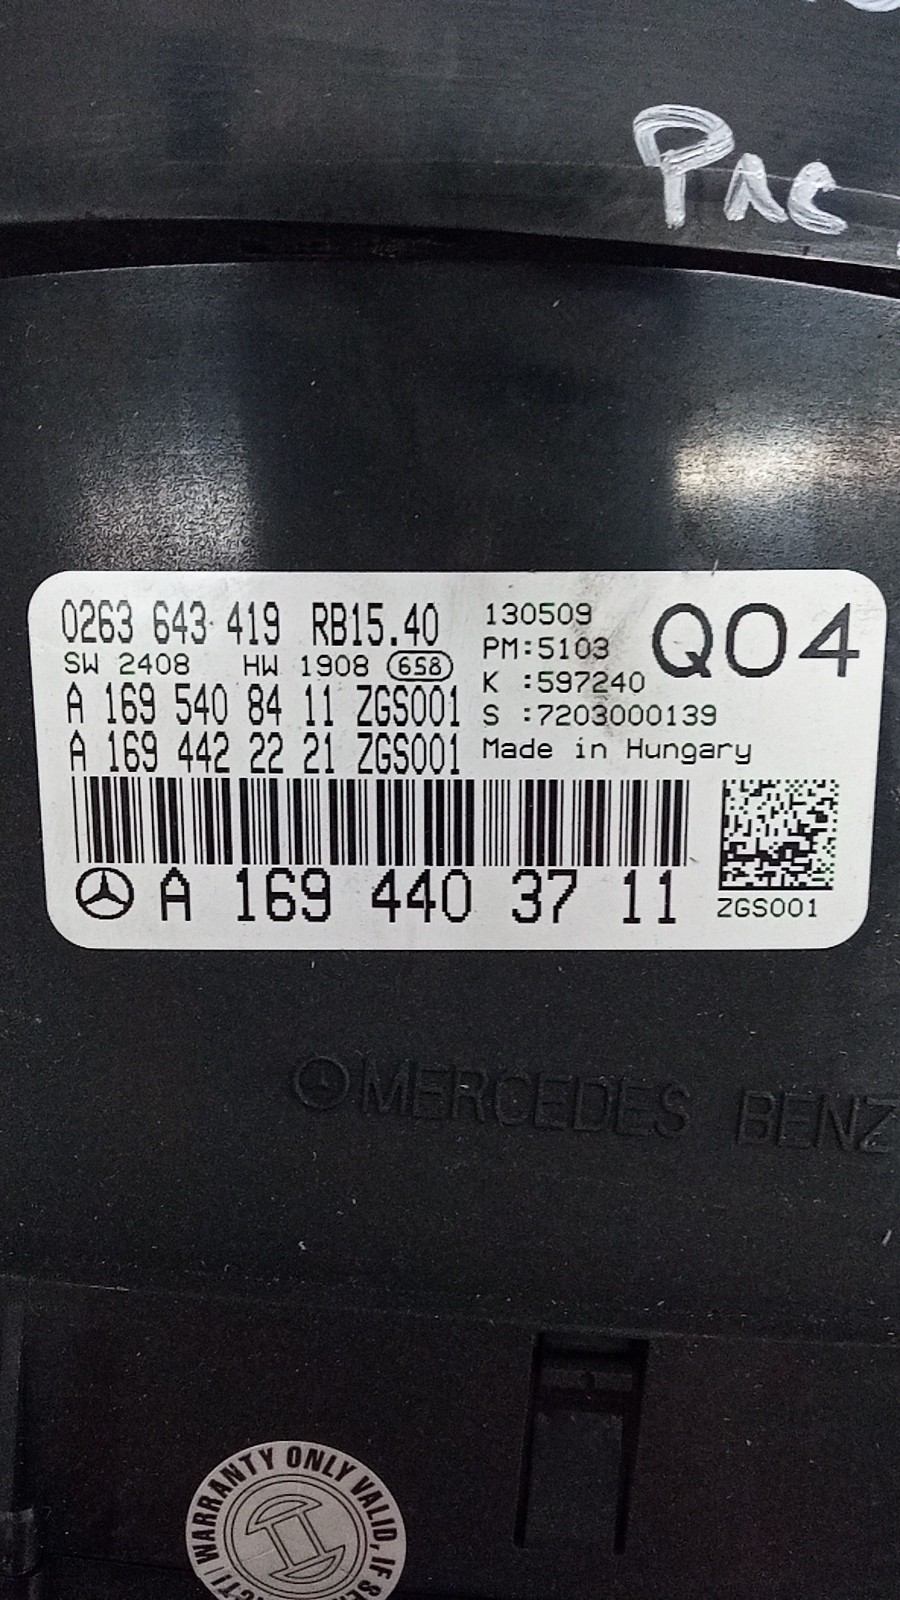 Рас
0263 643 419 RB15.40
SW 2408 HW 1908 658
A 169 540 84 11 ZGS001
A 169 442 22 21 ZGS001
130509
PM:5103
K :597240
S :7203000139
Made in Hungary
Q04
A 169 440 37 11
ZGS001
MERCEDES BENZ
WARRANTY ONLY VALID, IF